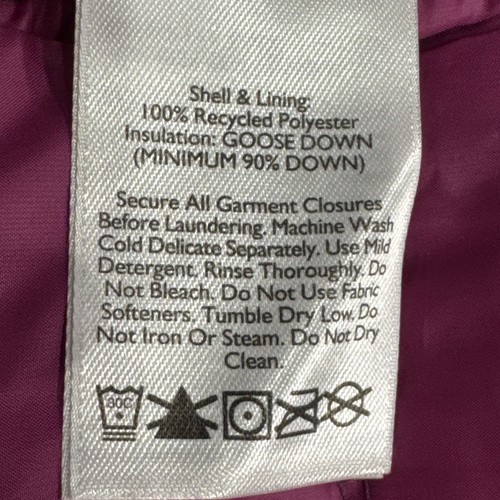 Shell & Lining:
100% Recycled Polyester
Insulation: GOOSE DOWN
(MINIMUM 90% DOWN)
Secure All Garment Closures
Before Laundering. Machine Wash
Cold Delicate Separately. Use Mild
Detergent. Rinse Thoroughly. Do
Not Bleach. Do Not Use Fabric
Softeners. Tumble Dry Low. Do
Not Iron Or Steam. Do Not Dry
Clean.
30C